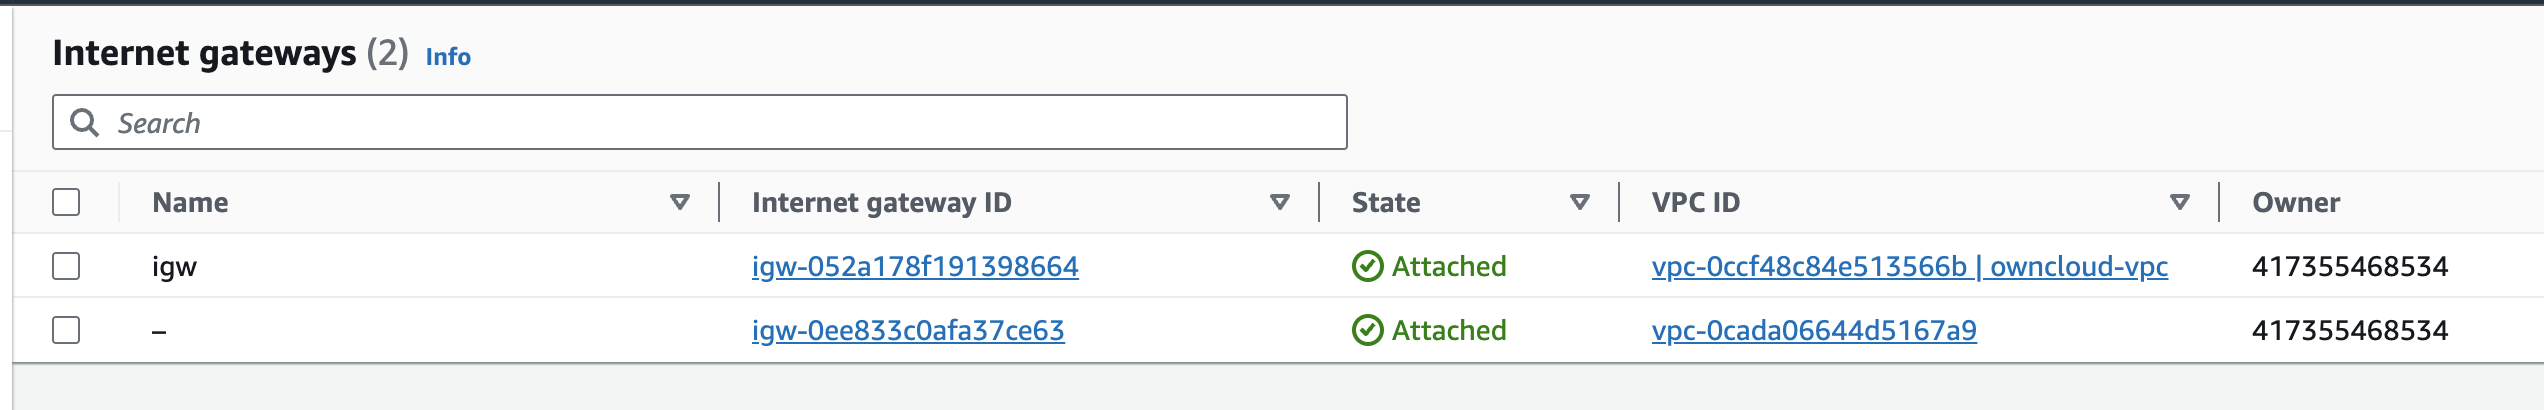 Internet gateways (2) Info
Search
Name Internet gateway ID State VPC ID Owner
igw igw-052a178f191398664 Attached vpc-0ccf48c84e513566b | owncloud-vpc 417355468534
– igw-0ee833c0afa37ce63 Attached vpc-0cada06644d5167a9 417355468534